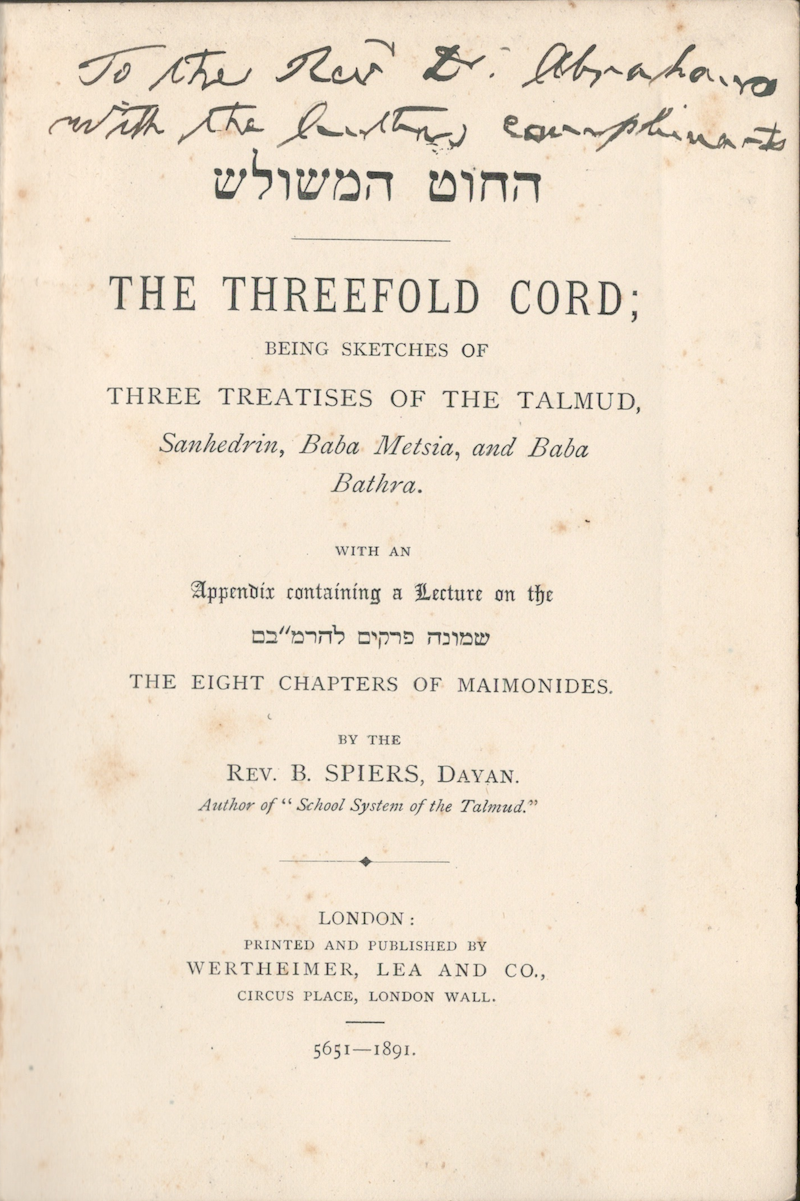 To the Revd Dr. Abrahams
with the author's compliments
החוט המשולש
THE THREEFOLD CORD;
BEING SKETCHES OF
THREE TREATISES OF THE TALMUD,
Sanhedrin, Baba Metsia, and Baba
Bathra.
WITH AN
Appendix containing a Lecture on the
שמונה פרקים להרמ״בם
THE EIGHT CHAPTERS OF MAIMONIDES.
BY THE
REV. B. SPIERS, DAYAN.
Author of "School System of the Talmud."
LONDON:
PRINTED AND PUBLISHED BY
WERTHEIMER, LEA AND CO.,
CIRCUS PLACE, LONDON WALL.
5651—1891.